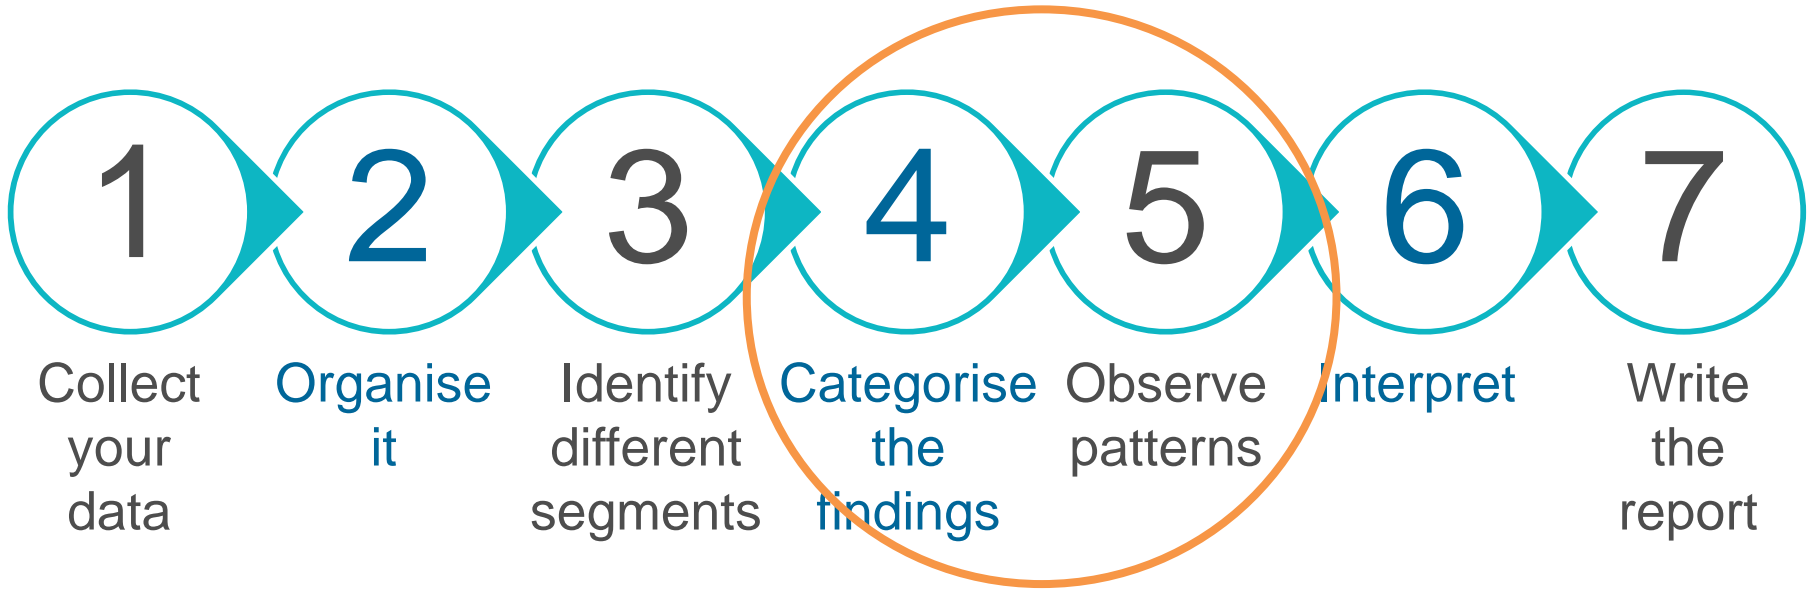 1 2 3 4 5 6 7
Collect
your
data
Organise
it
Identify
different
segments
Categorise
the
findings
Observe
patterns
Interpret
Write
the
report